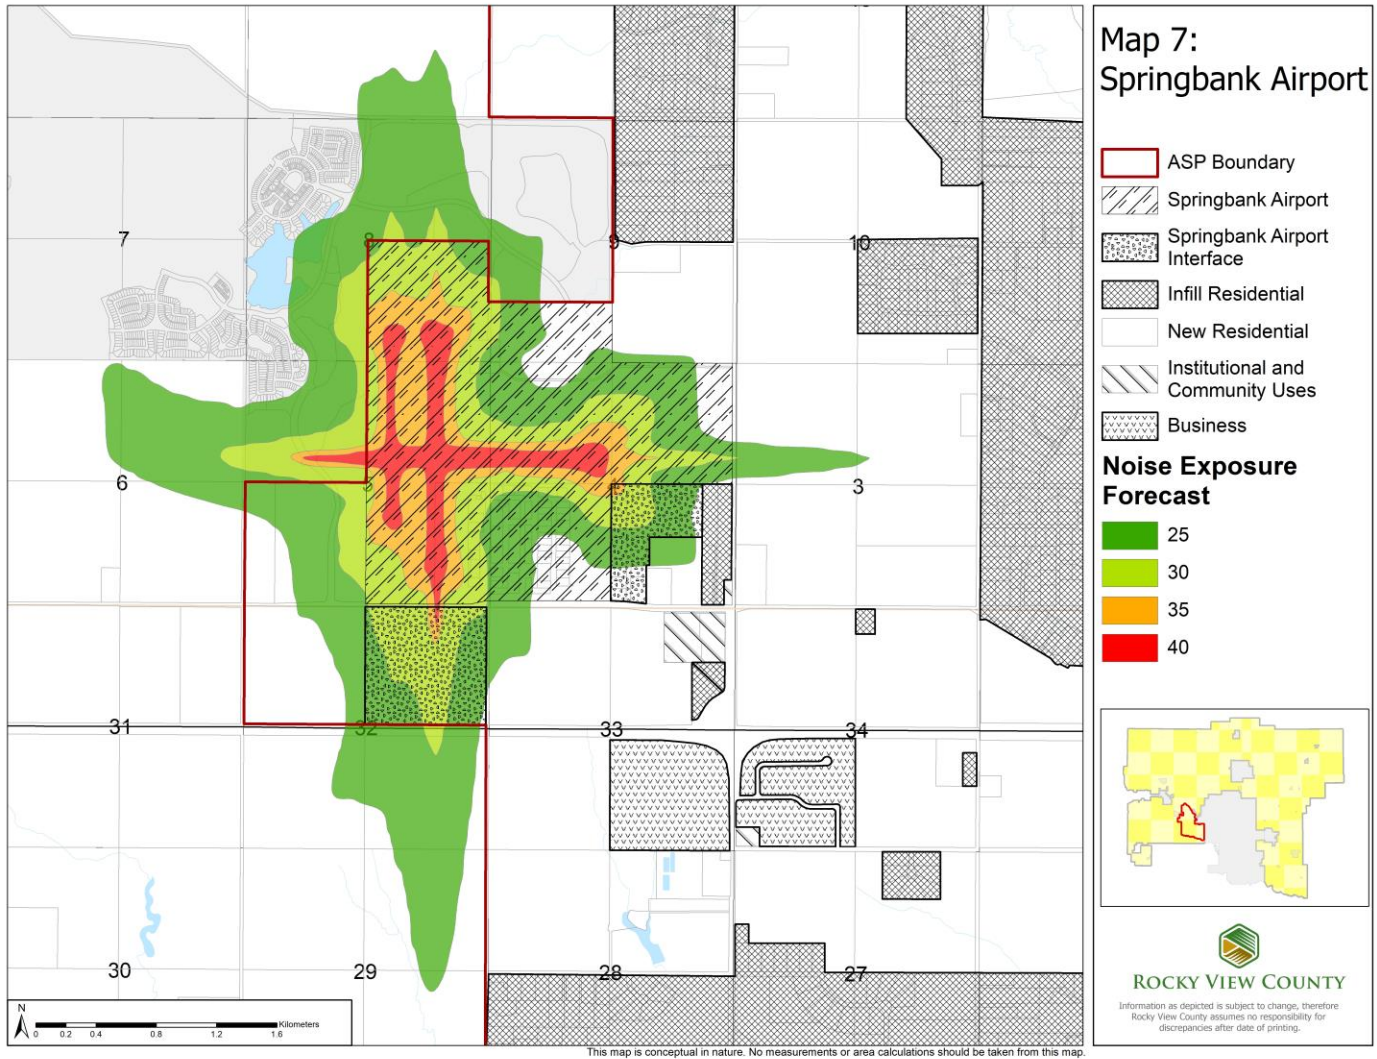 Map 7:
Springbank Airport
ASP Boundary
Springbank Airport
Springbank Airport
Interface
Infill Residential
New Residential
Institutional and
Community Uses
Business
Noise Exposure
Forecast
25
30
35
40
ROCKY VIEW COUNTY
Information as depicted is subject to change, therefore
Rocky View County assumes no responsibility for
discrepancies after date of printing.
7
8
9
10
6
5
3
31
32
33
34
30
29
28
27
N
Kilometers
0 0.2 0.4 0.8 1.2 1.6
This map is conceptual in nature. No measurements or area calculations should be taken from this map.